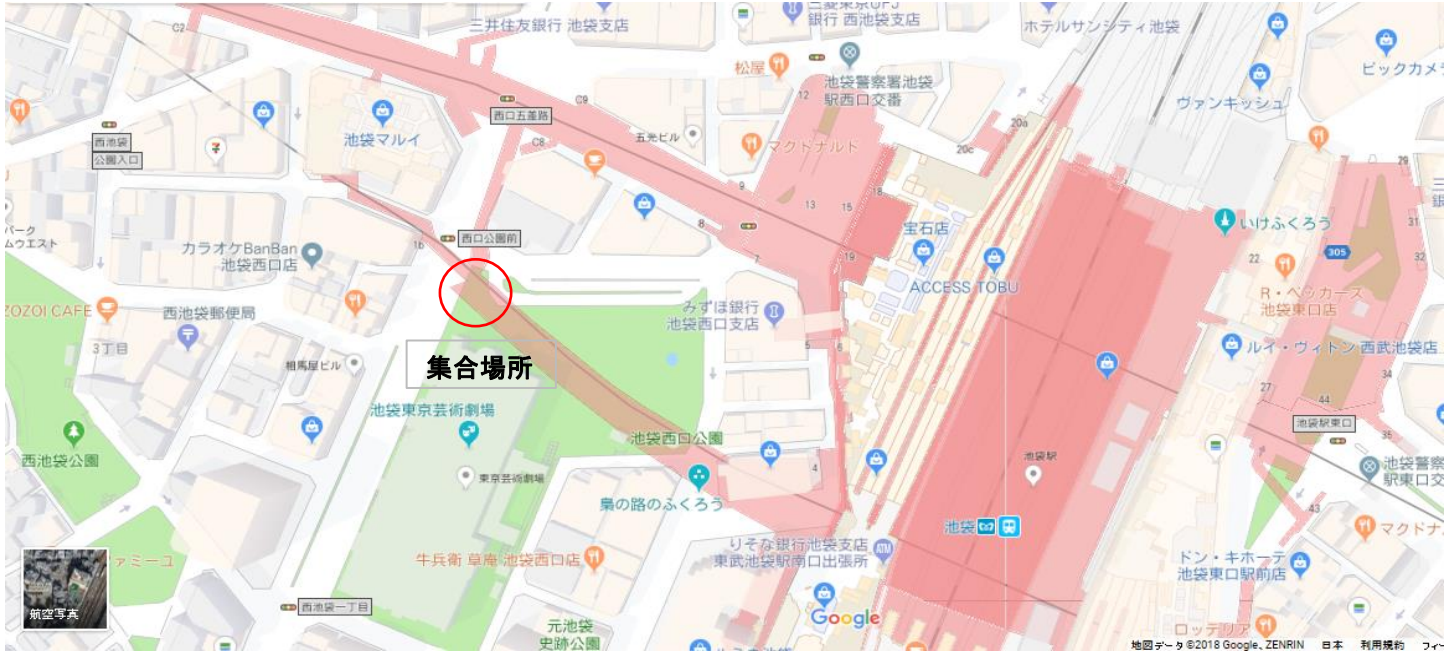 C2
三井住友銀行 池袋支店
三菱東京UFJ
銀行 西池袋支店
ホテルサンシティ池袋
ビックカメラ
松屋
池袋警察署池袋
駅西口交番
ヴァンキッシュ
12
C9
西口五差路
20a
池袋マルイ
五光ビル
西池袋
公園入口
C8
マクドナルド
20c
29
9
18
13
15
31
宝石店
いけふくろう
パーク
ムウエスト
カラオケBanBan
池袋西口店
16
西口公園前
8
7
19
22
305
32
ACCESS TOBU
R・ベッカーズ
池袋東口店
ZOZOI CAFE
西池袋郵便局
みずほ銀行
池袋西口支店
3丁目
5
6
ルイ・ヴィトン 西武池袋店
相馬屋ビル
集合場所
34
27
44
池袋東京芸術劇場
3
池袋駅東口
35
西池袋公園
池袋西口公園
4
池袋駅
池袋警察
駅東口交
東京芸術劇場
梟の路のふくろう
43
池袋
マクドナ
りそな銀行池袋支店
東武池袋駅南口出張所
ATM
ァミーユ
牛兵衛 草庵 池袋西口店
ドン・キホーテ
池袋東口駅前店
航空写真
西池袋一丁目
元池袋
史跡公園
Google
ロッテリア
地図データ ©2018 Google、ZENRIN 日本 利用規約 フィー